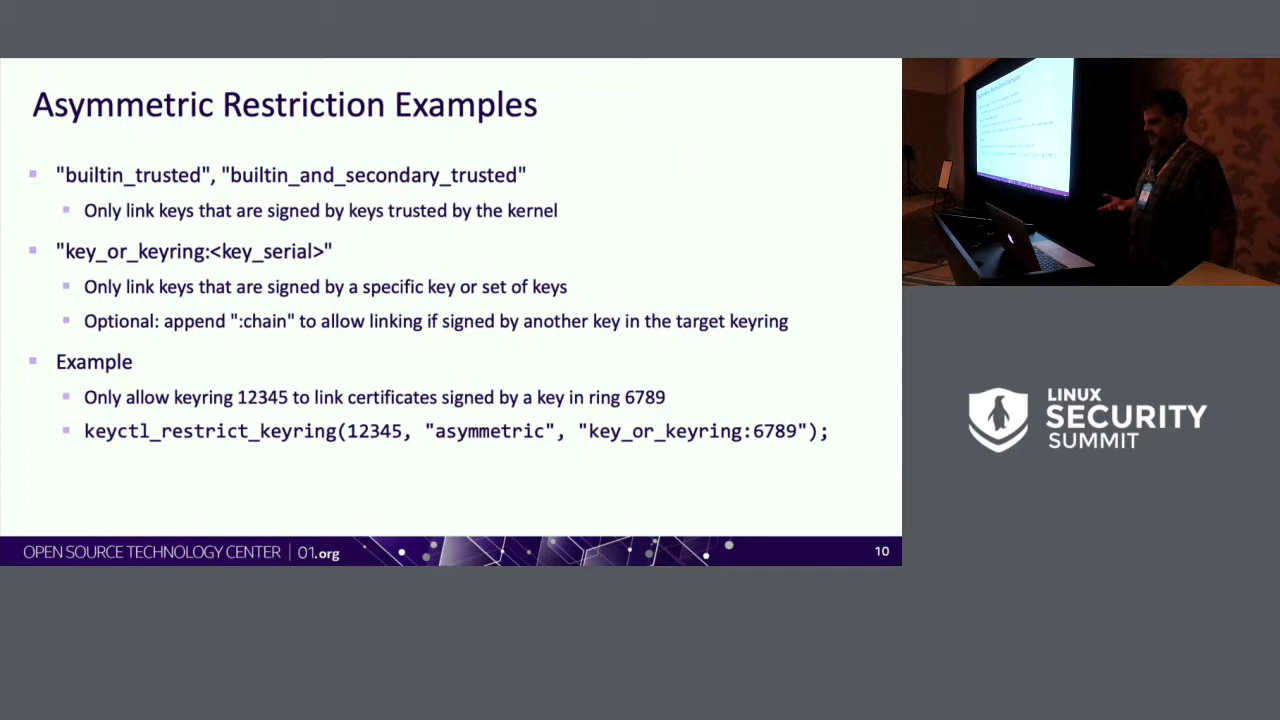 Asymmetric Restriction Examples
"builtin_trusted", "builtin_and_secondary_trusted"
Only link keys that are signed by keys trusted by the kernel
"key_or_keyring:<key_serial>"
Only link keys that are signed by a specific key or set of keys
Optional: append ":chain" to allow linking if signed by another key in the target keyring
Example
Only allow keyring 12345 to link certificates signed by a key in ring 6789
keyctl_restrict_keyring(12345, "asymmetric", "key_or_keyring:6789");
OPEN SOURCE TECHNOLOGY CENTER | 01.org
10
LINUX
SECURITY
SUMMIT